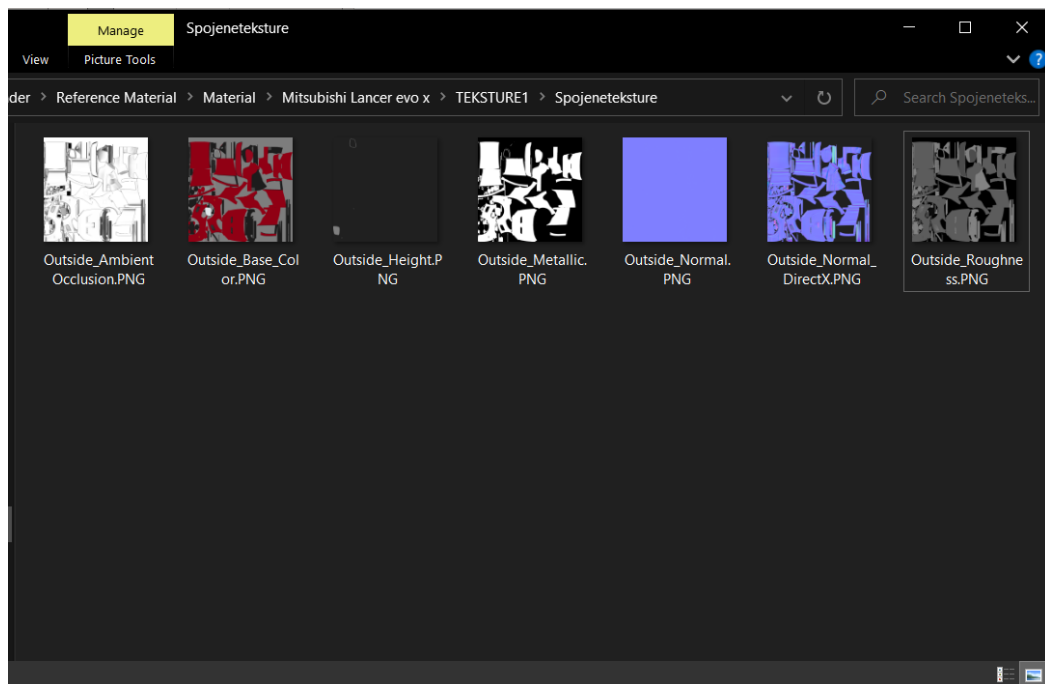 Manage
Spojeneteksture
View
Picture Tools
der > Reference Material > Material > Mitsubishi Lancer evo x > TEKSTURE1 > Spojeneteksture
Search Spojeneteks...
Outside_Ambient
Occlusion.PNG
Outside_Base_Col
or.PNG
Outside_Height.P
NG
Outside_Metallic.
PNG
Outside_Normal.
PNG
Outside_Normal_
DirectX.PNG
Outside_Roughne
ss.PNG